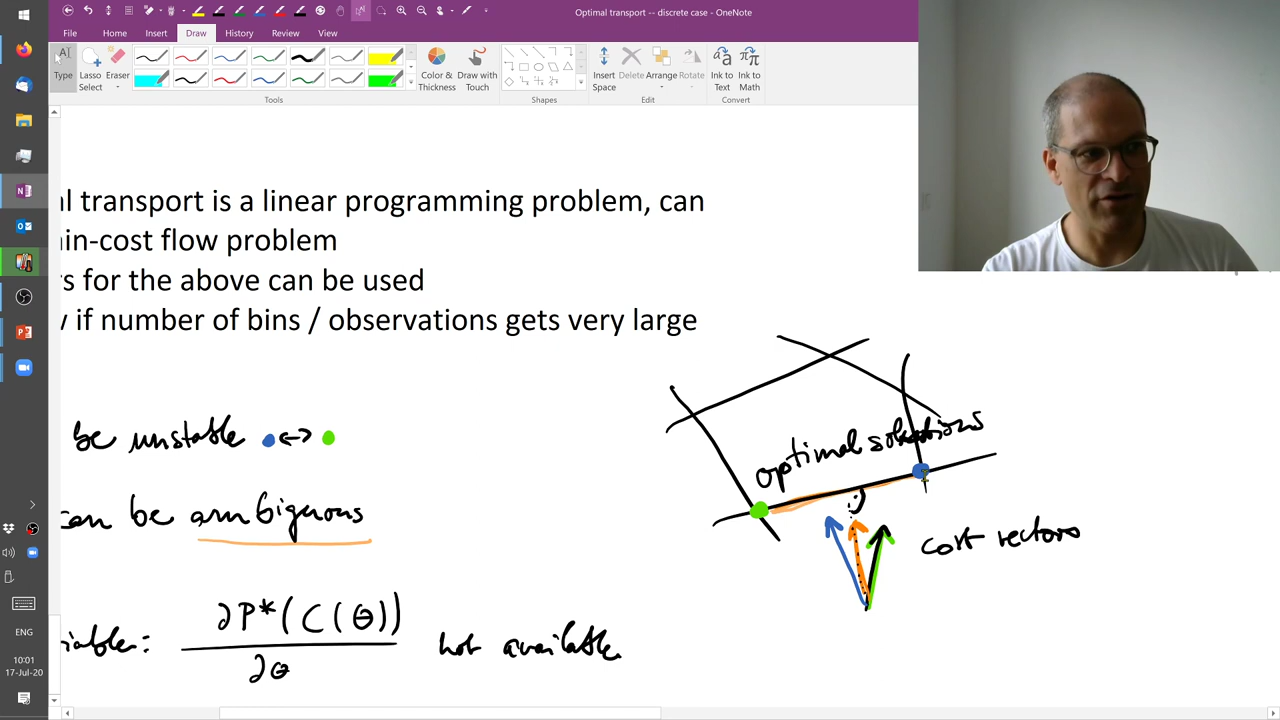 Optimal transport -- discrete case - OneNote
File Home Insert Draw History Review View
Type
Lasso Select
Eraser
Color & Thickness
Draw with Touch
Insert Space
Delete
Arrange
Rotate
Ink to Text
Ink to Math
Tools
Shapes
Edit
Convert
al transport is a linear programming problem, can
in-cost flow problem
rs for the above can be used
w if number of bins / observations gets very large
be unstable ↔
can be ambiguous
iable: ∂P*(C(θ)) / ∂θ not available
optimal solutions
cost vectors
ENG
10:01
17-Jul-20